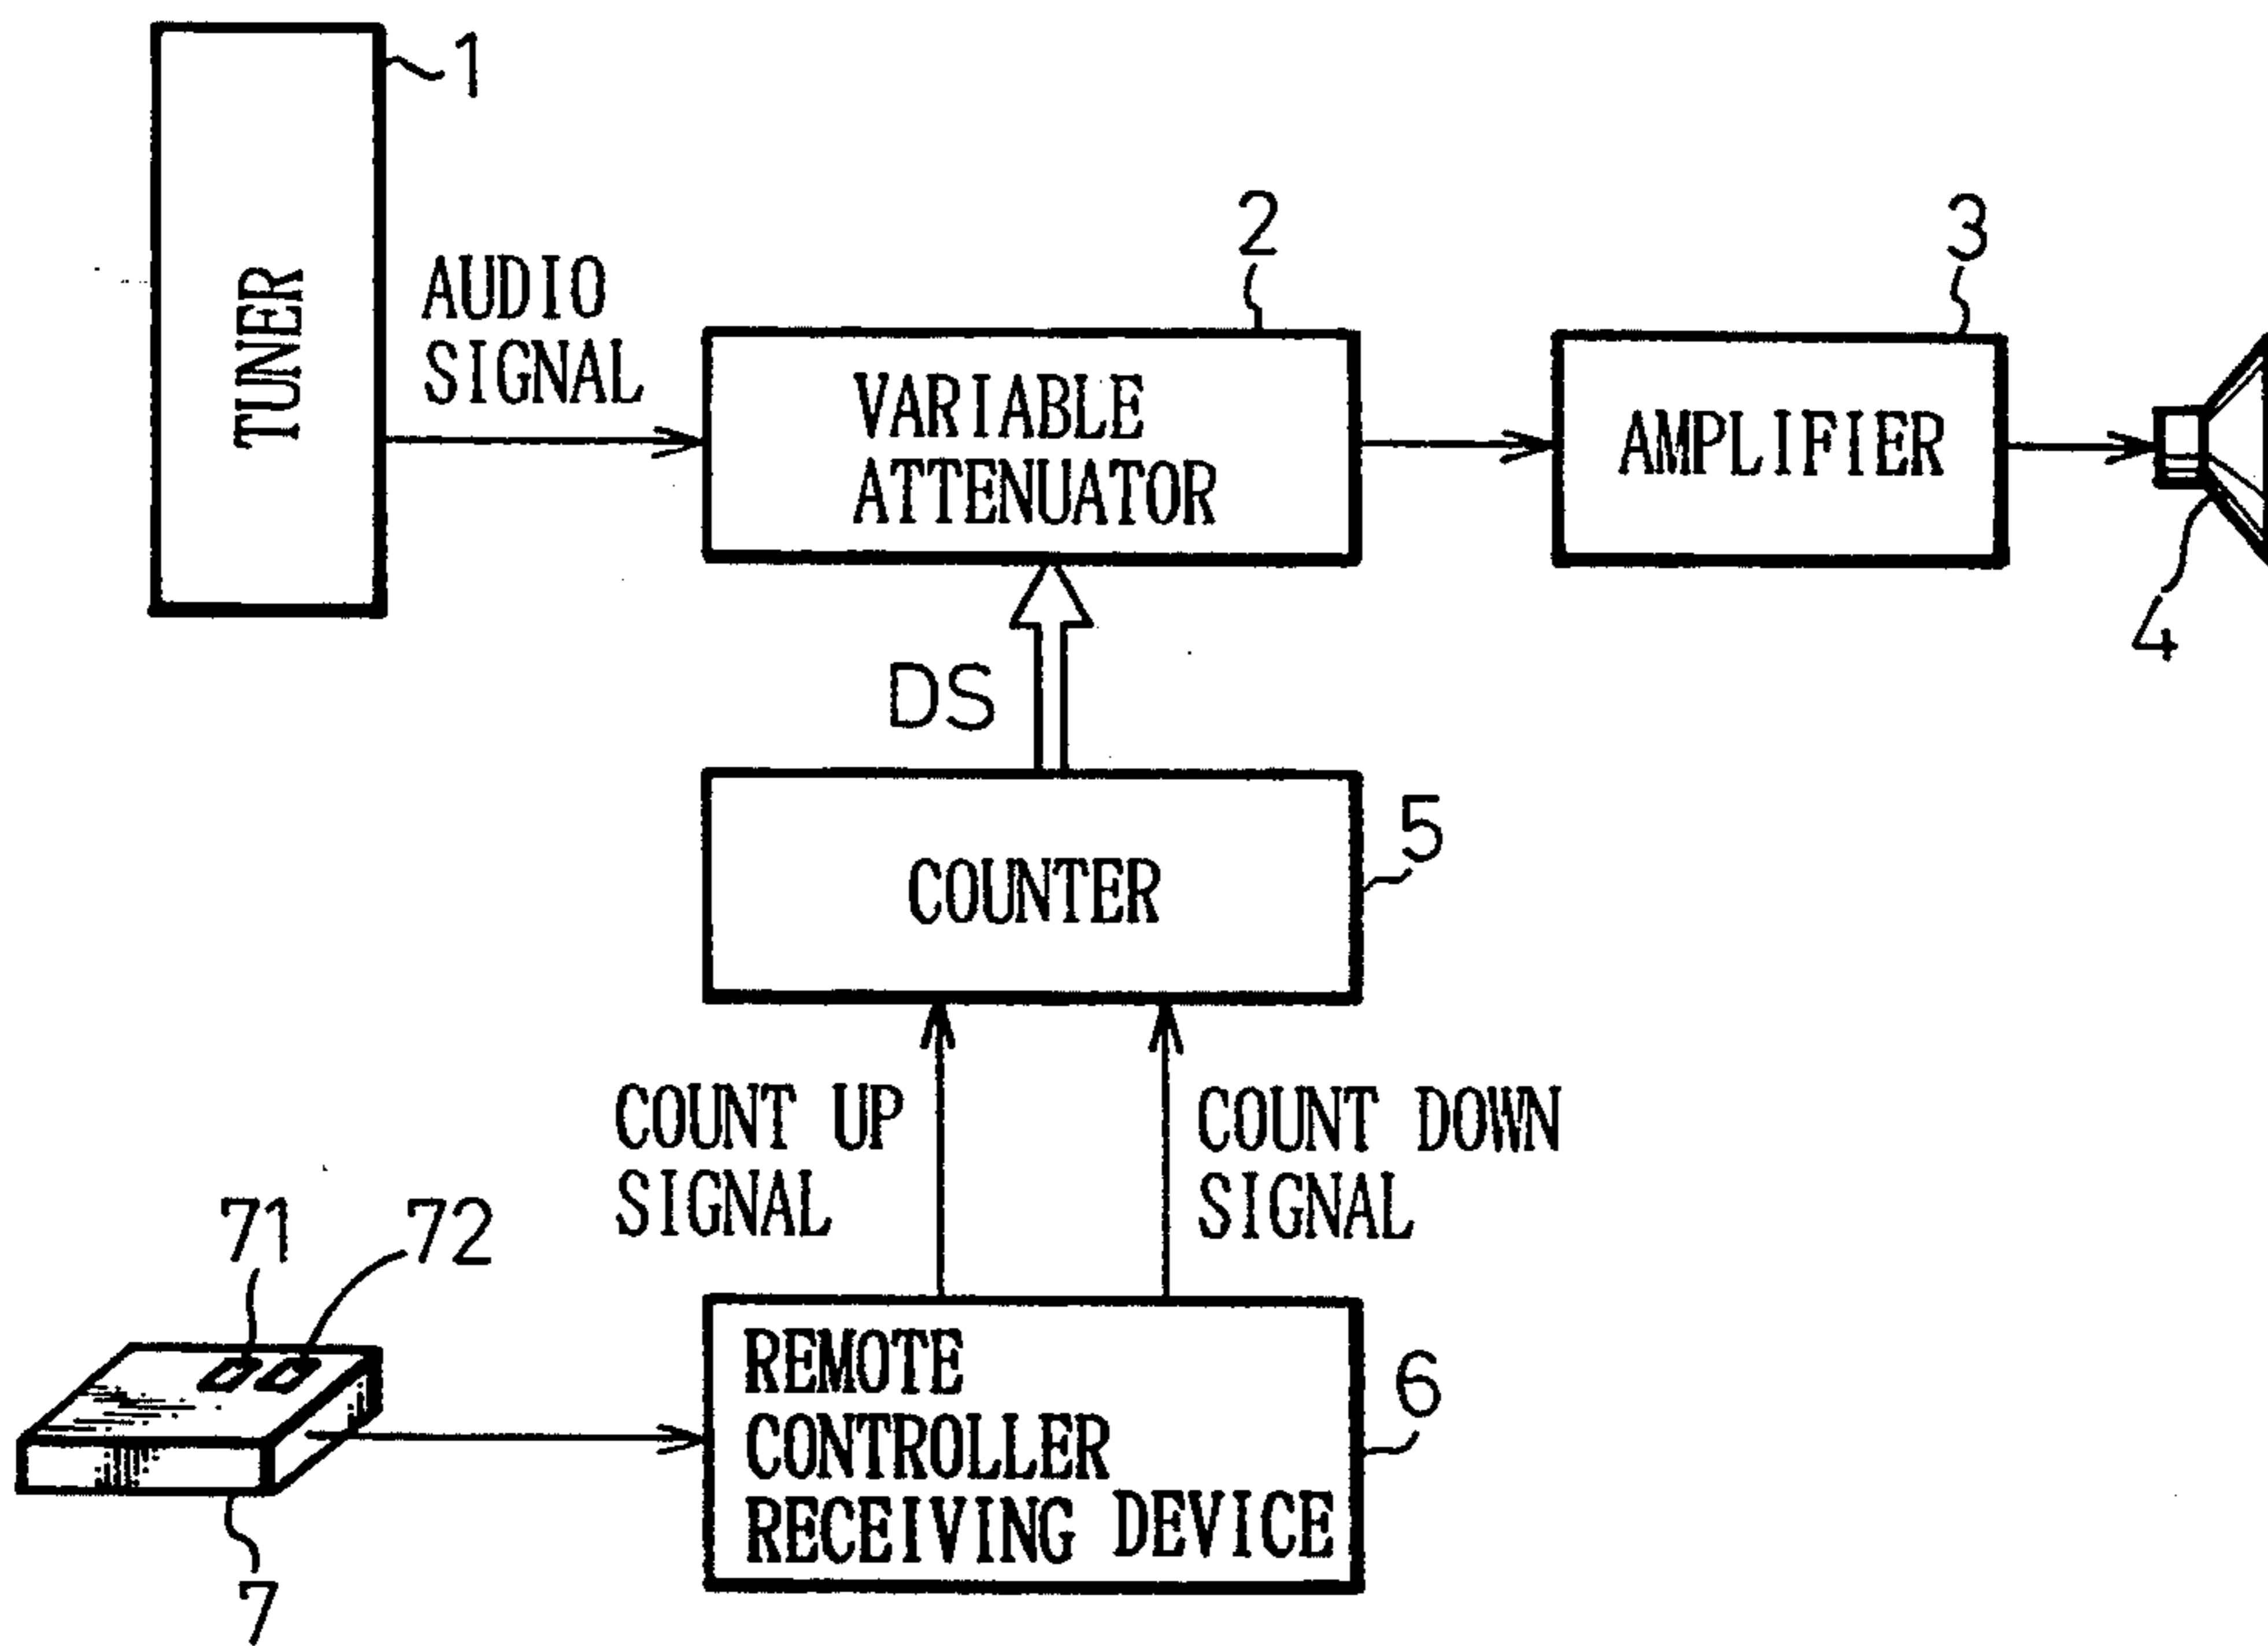 1
TUNER
AUDIO
SIGNAL
2
VARIABLE
ATTENUATOR
3
AMPLIFIER
4
DS
5
COUNTER
COUNT UP
SIGNAL
COUNT DOWN
SIGNAL
71
72
7
6
REMOTE
CONTROLLER
RECEIVING DEVICE